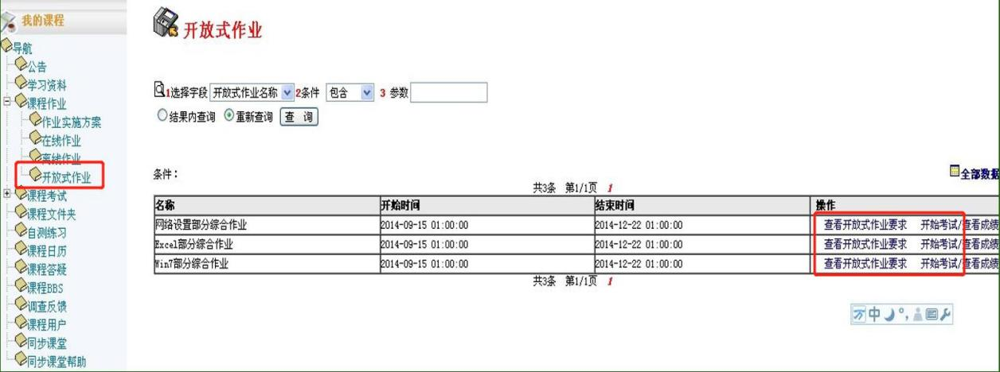 我的课程
导航
公告
学习资料
课程作业
作业实施方案
在线作业
离线作业
开放式作业
课程考试
课程文件夹
自测练习
课程日历
课程答疑
课程BBS
调查反馈
课程用户
同步课堂
同步课堂帮助
开放式作业
1选择字段 开放式作业名称 2条件 包含 3 参数
结果内查询 重新查询 查 询
条件： 全部数据
共3条 第1/1页 1
名称 开始时间 结束时间 操作
网络设置部分综合作业 2014-09-15 01:00:00 2014-12-22 01:00:00 查看开放式作业要求 开始考试/查看成绩
Excel部分综合作业 2014-09-15 01:00:00 2014-12-22 01:00:00 查看开放式作业要求 开始考试/查看成绩
Win7部分综合作业 2014-09-15 01:00:00 2014-12-22 01:00:00 查看开放式作业要求 开始考试/查看成绩
共3条 第1/1页 1
中